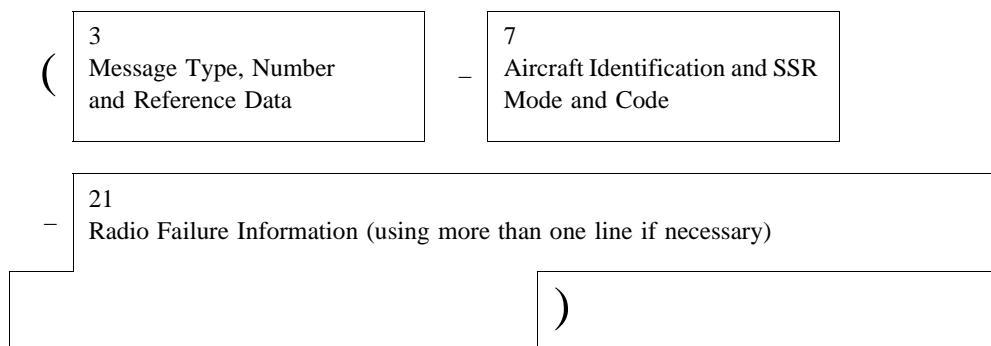 3 7
( Message Type, Number – Aircraft Identification and SSR
and Reference Data Mode and Code
21
– Radio Failure Information (using more than one line if necessary)
)